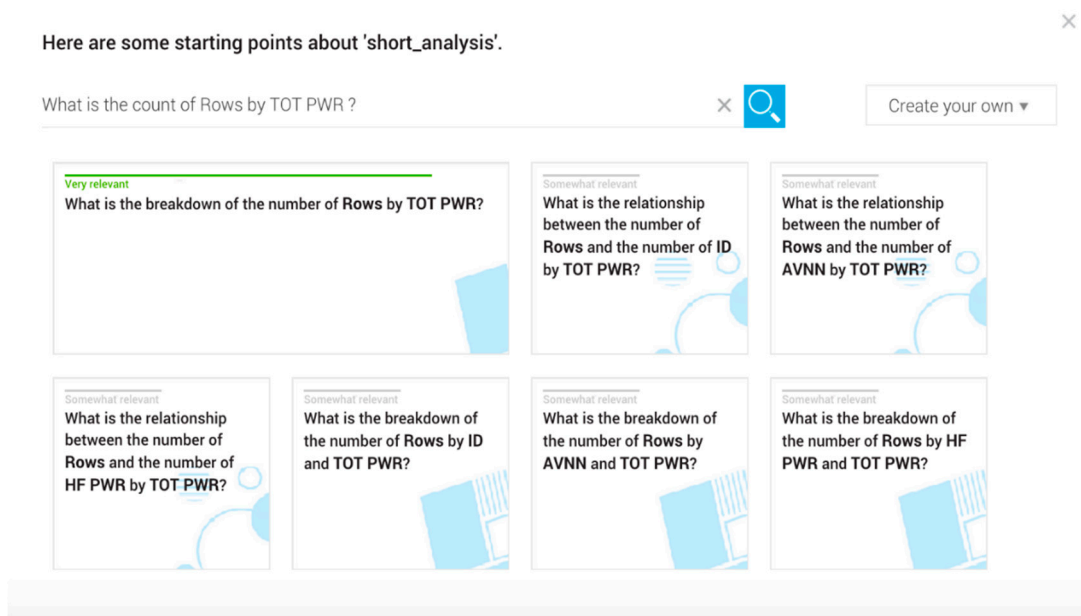 Here are some starting points about 'short_analysis'.
What is the count of Rows by TOT PWR ?
Create your own ▼
Very relevant
What is the breakdown of the number of Rows by TOT PWR?
Somewhat relevant
What is the relationship
between the number of
Rows and the number of ID
by TOT PWR?
Somewhat relevant
What is the relationship
between the number of
Rows and the number of
AVNN by TOT PWR?
Somewhat relevant
What is the relationship
between the number of
Rows and the number of
HF PWR by TOT PWR?
Somewhat relevant
What is the breakdown of
the number of Rows by ID
and TOT PWR?
Somewhat relevant
What is the breakdown of
the number of Rows by
AVNN and TOT PWR?
Somewhat relevant
What is the breakdown of
the number of Rows by HF
PWR and TOT PWR?